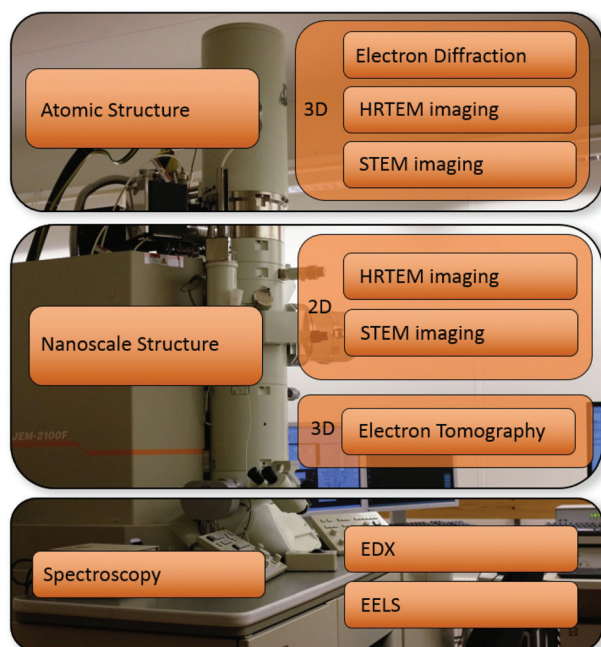 Atomic Structure
3D
Electron Diffraction
HRTEM imaging
STEM imaging
Nanoscale Structure
2D
HRTEM imaging
STEM imaging
3D
Electron Tomography
JEM-2100F
Spectroscopy
EDX
EELS